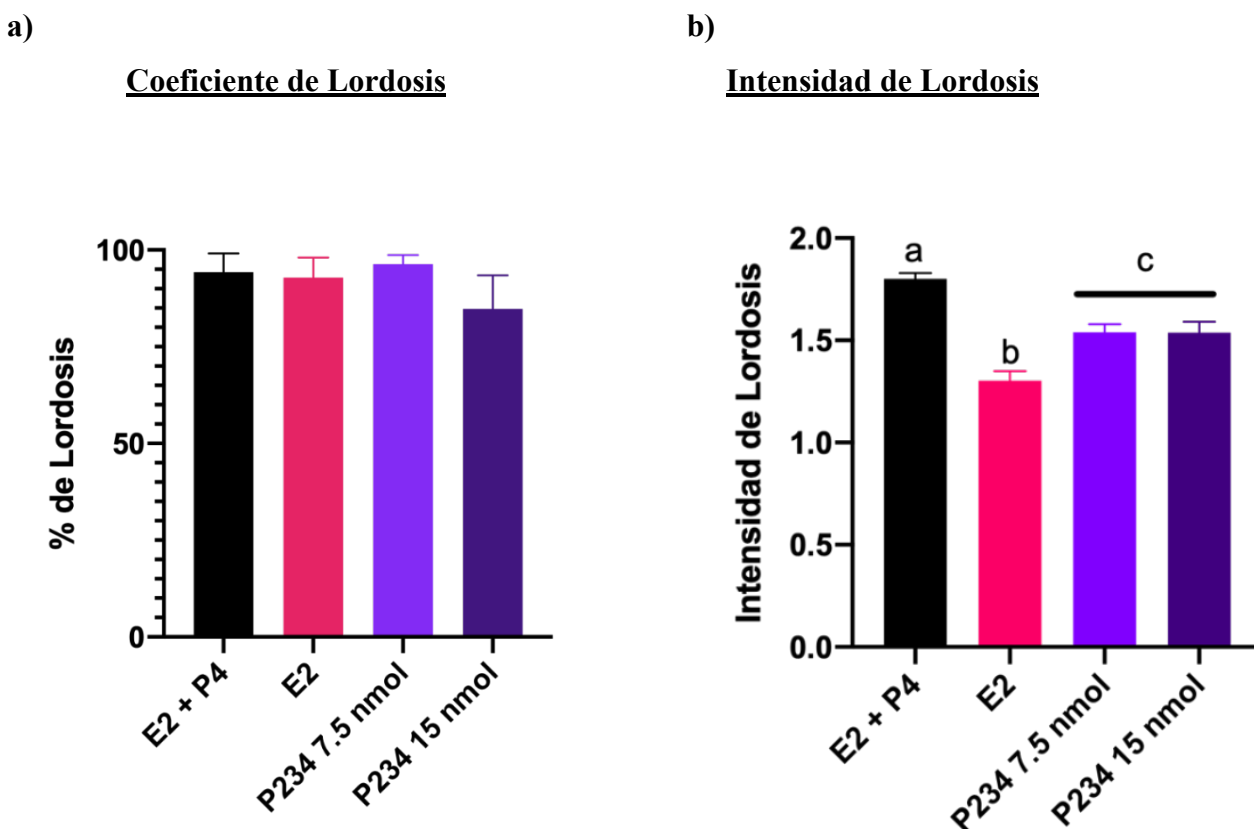 a)
Coeficiente de Lordosis
% de Lordosis
100
50
0
E2 + P4
E2
P234 7.5 nmol
P234 15 nmol
b)
Intensidad de Lordosis
Intensidad de Lordosis
2.0
1.5
1.0
0.5
0.0
a
b
c
E2 + P4
E2
P234 7.5 nmol
P234 15 nmol